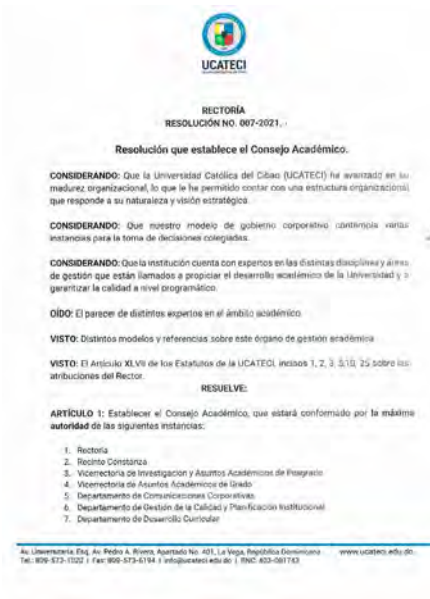 UCATECI
RECTORÍA
RESOLUCIÓN NO. 007-2021.
Resolución que establece el Consejo Académico.
CONSIDERANDO: Que la Universidad Católica del Cibao (UCATECI) ha avanzado en su
madurez organizacional, lo que le ha permitido contar con una estructura organizacional
que responde a su naturaleza y visión estratégica.
CONSIDERANDO: Que nuestro modelo de gobierno corporativo contempla varias
instancias para la toma de decisiones colegiadas.
CONSIDERANDO: Que la institución cuenta con expertos en las distintas disciplinas y áreas
de gestión que están llamados a propiciar el desarrollo académico de la Universidad y a
garantizar la calidad a nivel programático.
OÍDO: El parecer de distintos expertos en el ámbito académico.
VISTO: Distintos modelos y referencias sobre este órgano de gestión académica
VISTO: El Artículo XLVII de los Estatutos de la UCATECI, incisos 1, 2, 3, 5,10, 25 sobre las
atribuciones del Rector.
RESUELVE:
ARTÍCULO 1: Establecer el Consejo Académico, que estará conformado por la máxima
autoridad de las siguientes instancias:
1. Rectoría
2. Recinto Constanza
3. Vicerrectoría de Investigación y Asuntos Académicos de Posgrado
4. Vicerrectoría de Asuntos Académicos de Grado
5. Departamento de Comunicaciones Corporativas
6. Departamento de Gestión de la Calidad y Planificación Institucional
7. Departamento de Desarrollo Curricular
Av. Universitaria, Esq. Av. Pedro A. Rivera, Apartado No. 401, La Vega, República Dominicana www.ucateci.edu.do
Tel.: 809-573-1020 | Fax: 809-573-6194 | info@ucateci.edu.do | RNC: 403-001743